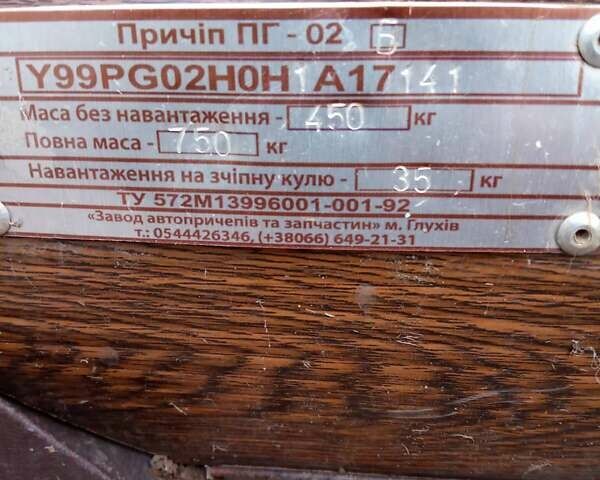 Причіп ПГ - 02 Б
Y99PG02H0H1A17141
Маса без навантаження - 450 кг
Повна маса - 750 кг
Навантаження на зчіпну кулю - 35 кг
ТУ 572М13996001-001-92
«Завод автопричепів та запчастин» м. Глухів
т.: 0544426346, (+38066) 649-21-31